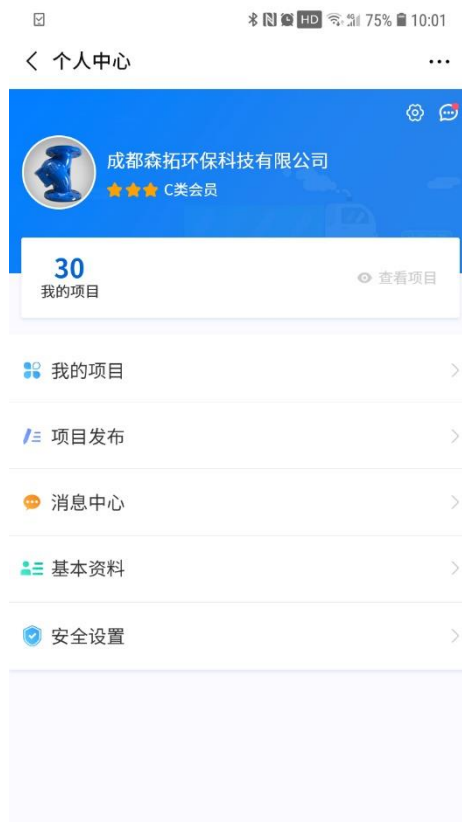 HD 75% 10:01
个人中心
成都森拓环保科技有限公司
C类会员
30
我的项目
查看项目
我的项目
项目发布
消息中心
基本资料
安全设置